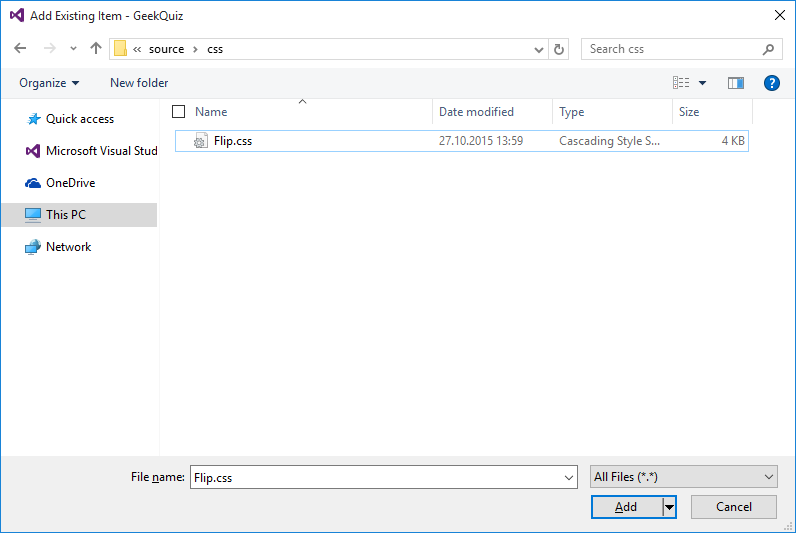 Add Existing Item - GeekQuiz
« source › css
Search css
Organize
New folder
Name
Date modified
Type
Size
Quick access
Microsoft Visual Stud
OneDrive
This PC
Network
Flip.css 27.10.2015 13:59 Cascading Style S... 4 KB
File name: Flip.css
All Files (*.*)
Add
Cancel